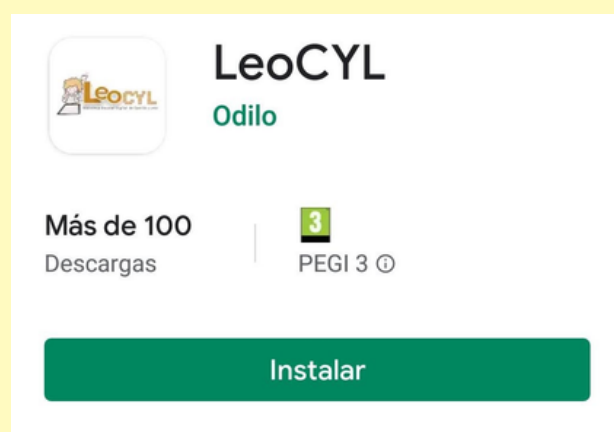 LeoCYL
Odilo
LEOCYL
Más de 100
Descargas
3
PEGI 3
Instalar